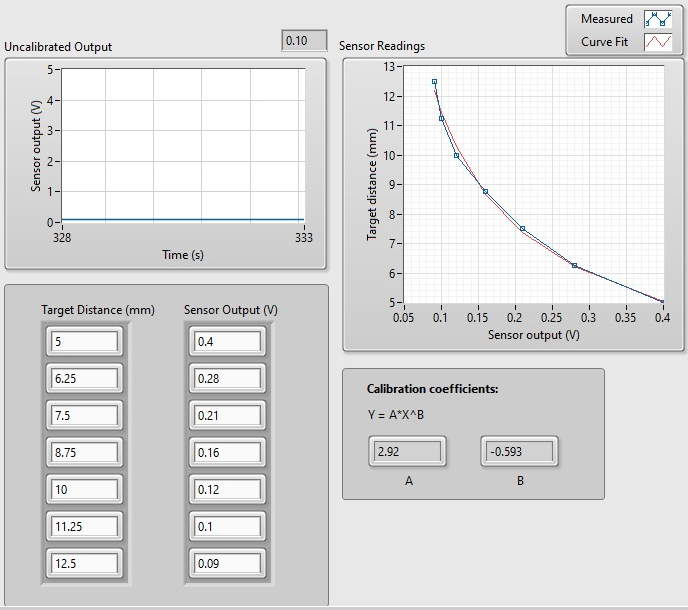 Uncalibrated Output
0.10
Sensor output (V)
5
4
3
2
1
0
328
333
Time (s)
Sensor Readings
Measured
Curve Fit
Target distance (mm)
13
12
11
10
9
8
7
6
5
0.05 0.1 0.15 0.2 0.25 0.3 0.35 0.4
Sensor output (V)
Target Distance (mm) Sensor Output (V)
5 0.4
6.25 0.28
7.5 0.21
8.75 0.16
10 0.12
11.25 0.1
12.5 0.09
Calibration coefficients:
Y = A*X^B
2.92 -0.593
A B